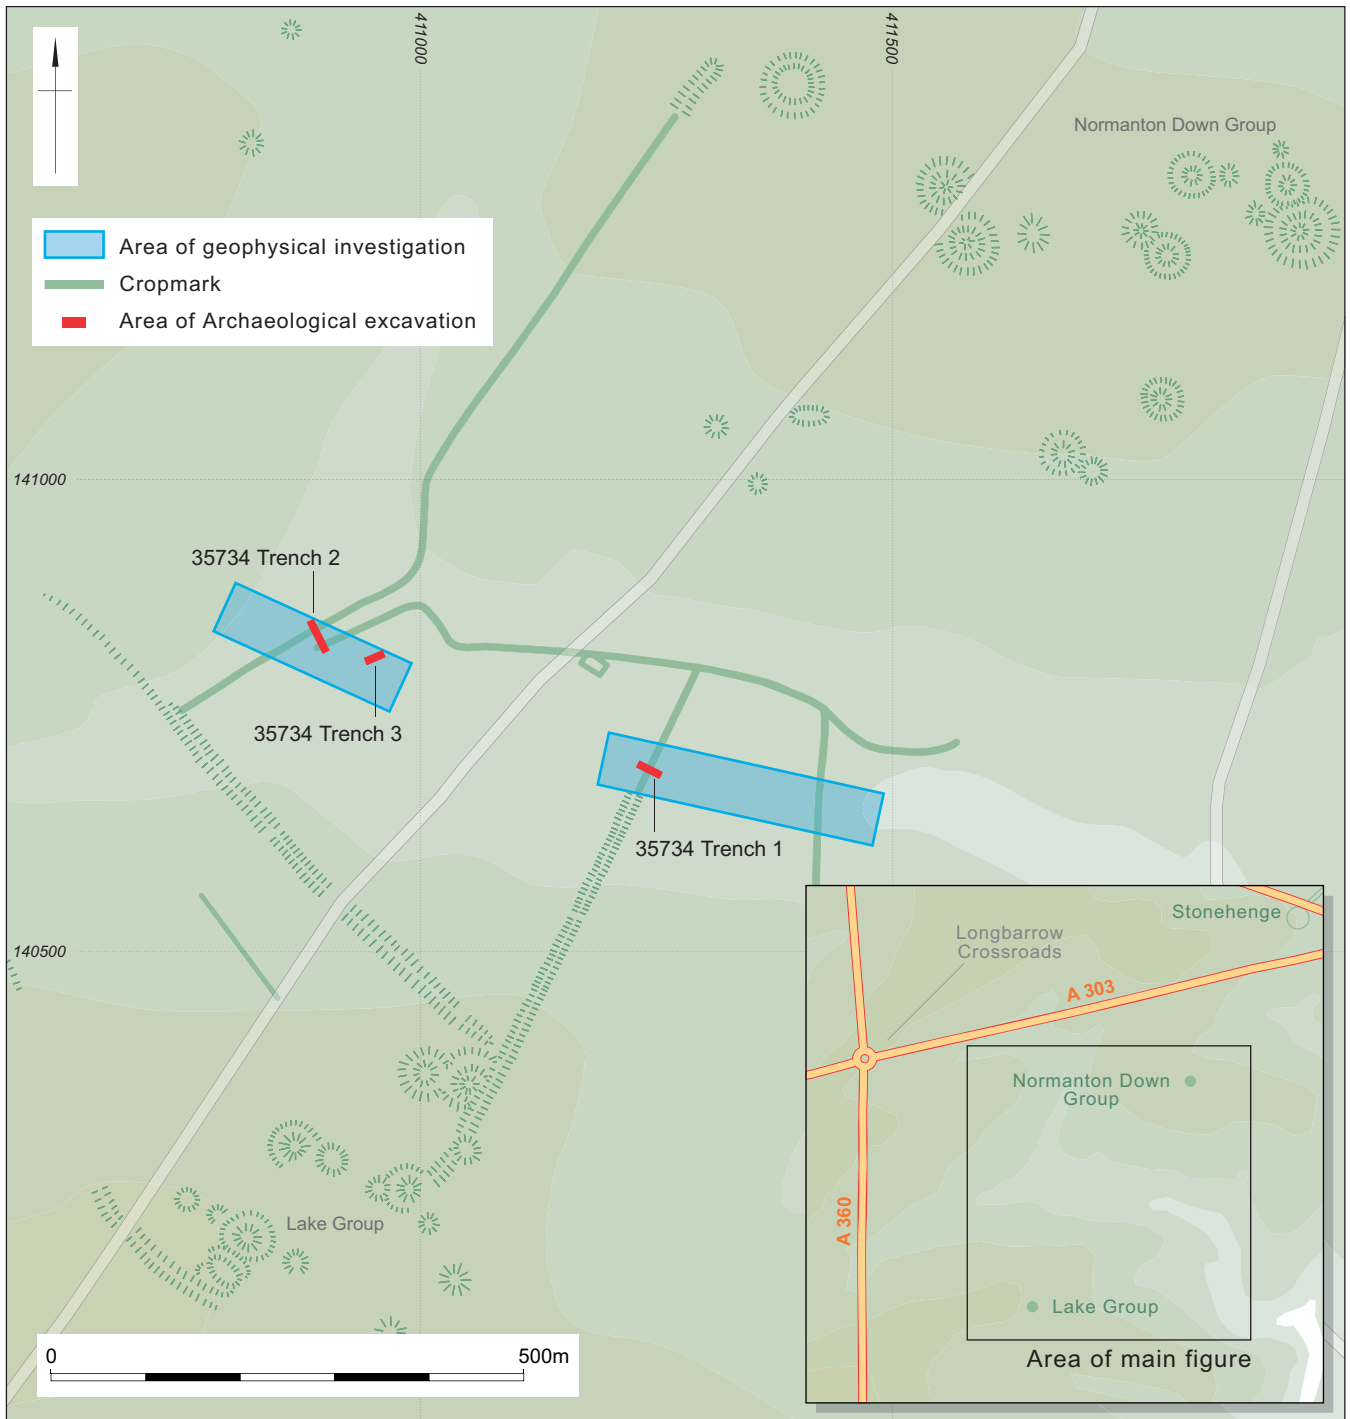 411000
411500
Normanton Down Group
Area of geophysical investigation
Cropmark
Area of Archaeological excavation
141000
35734 Trench 2
35734 Trench 3
35734 Trench 1
140500
Lake Group
0 500m
Stonehenge
Longbarrow
Crossroads
A 303
Normanton Down
Group
A 360
Lake Group
Area of main figure